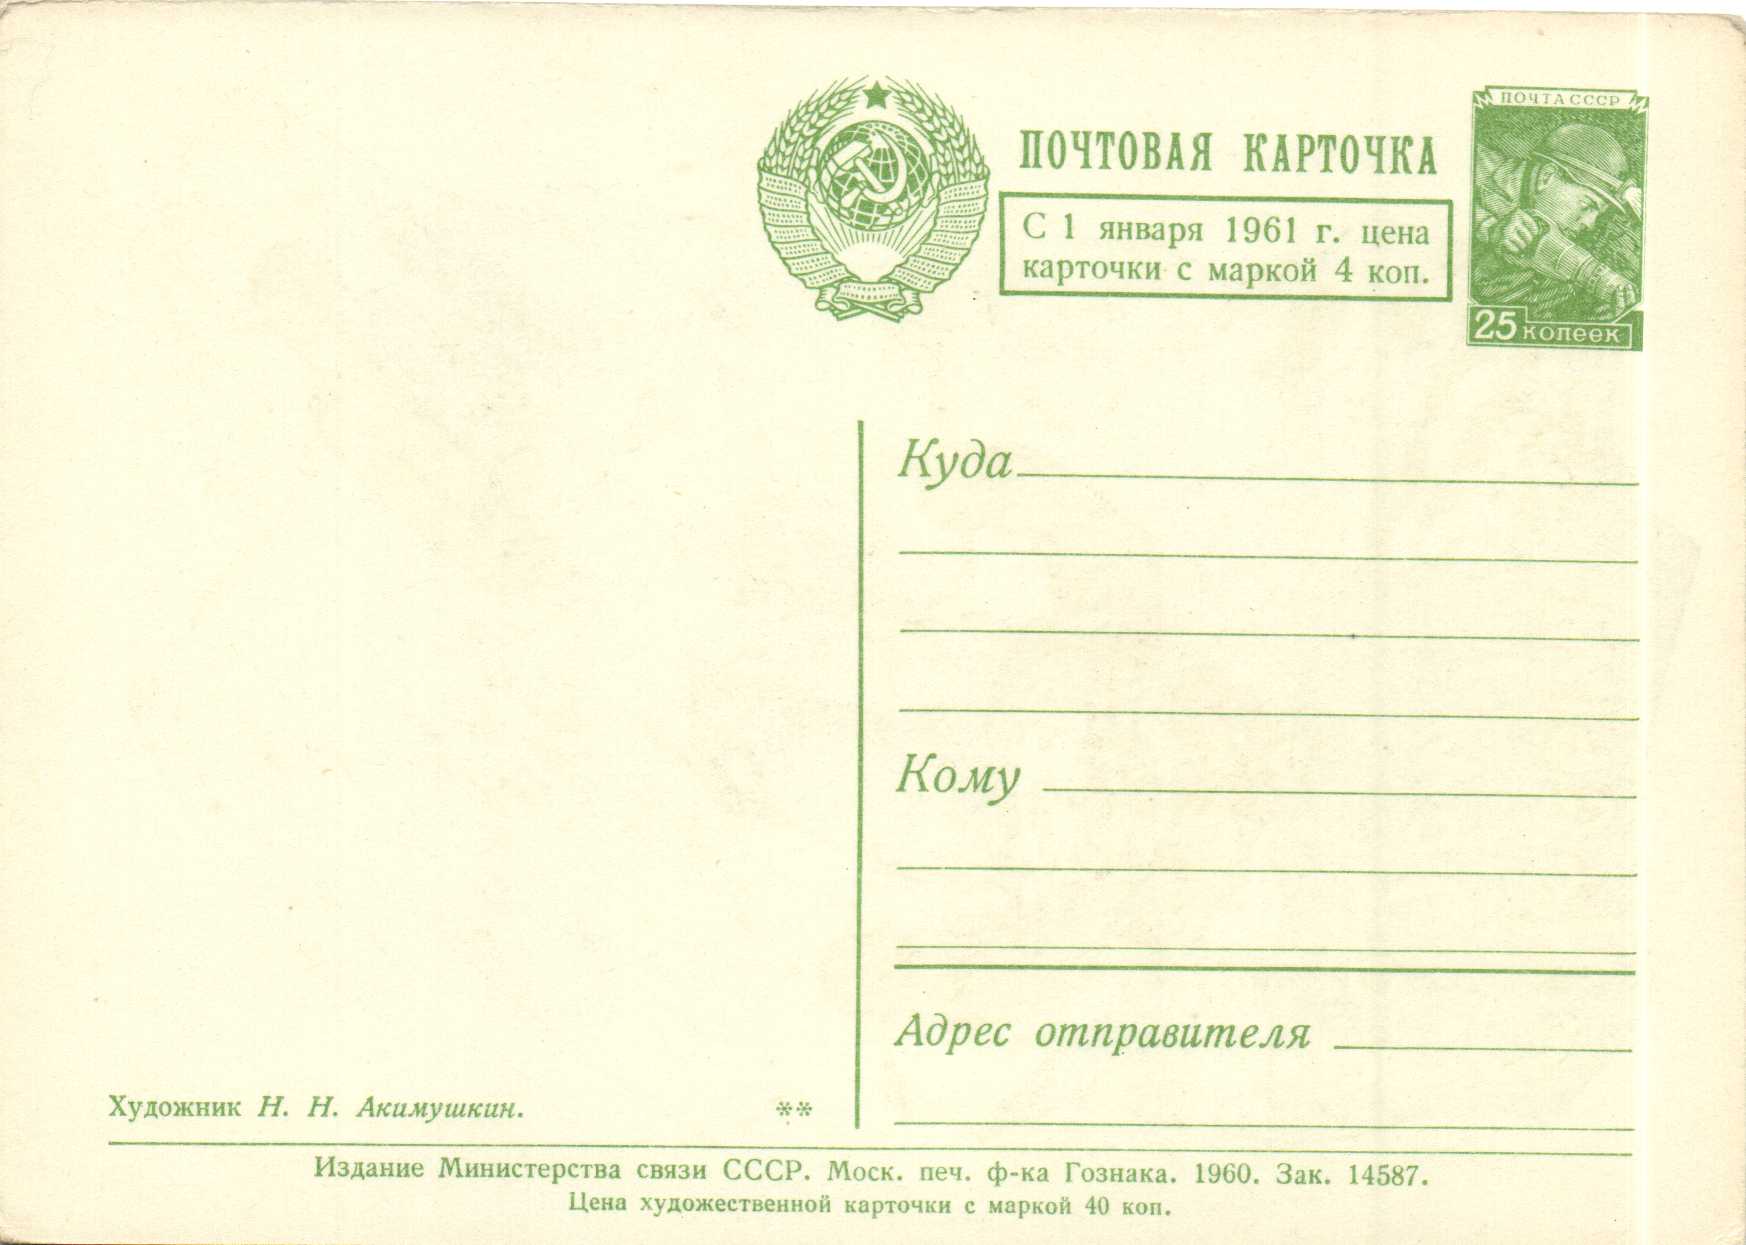 ПОЧТА СССР
ПОЧТОВАЯ КАРТОЧКА
С 1 января 1961 г. цена
карточки с маркой 4 коп.
25 копеек
Куда
Кому
Адрес отправителя
Художник Н. Н. Акимушкин. **
Издание Министерства связи СССР. Моск. печ. ф-ка Гознака. 1960. Зак. 14587.
Цена художественной карточки с маркой 40 коп.